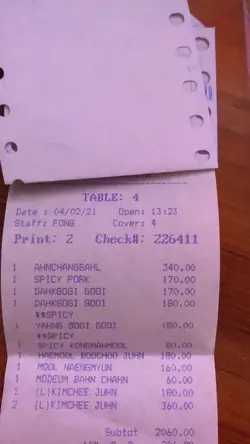 TABLE: 4
Date : 04/02/21 Open: 13:23
Staff: FONG Cover: 4
Print: 2 Check#: 226411
1 AHNCHANGSAHL 340.00
1 SPICY PORK 170.00
1 DAHKGOGI GOOI 170.00
1 DAHKGOGI GOOI 180.00
**SPICY
1 YAHNG GOGI GOOI 180.00
**SPICY
1 SPICY KONGNAHMOOL 80.00
1 HAEMOOL BOOCHOO JUHN 180.00
1 MOOL NAENGMYUN 160.00
1 MODEUM BAHN CHAHN 60.00
1 (L)KIMCHEE JUHN 180.00
2 (L)KIMCHEE JUHN 360.00
Subtot 2060.00